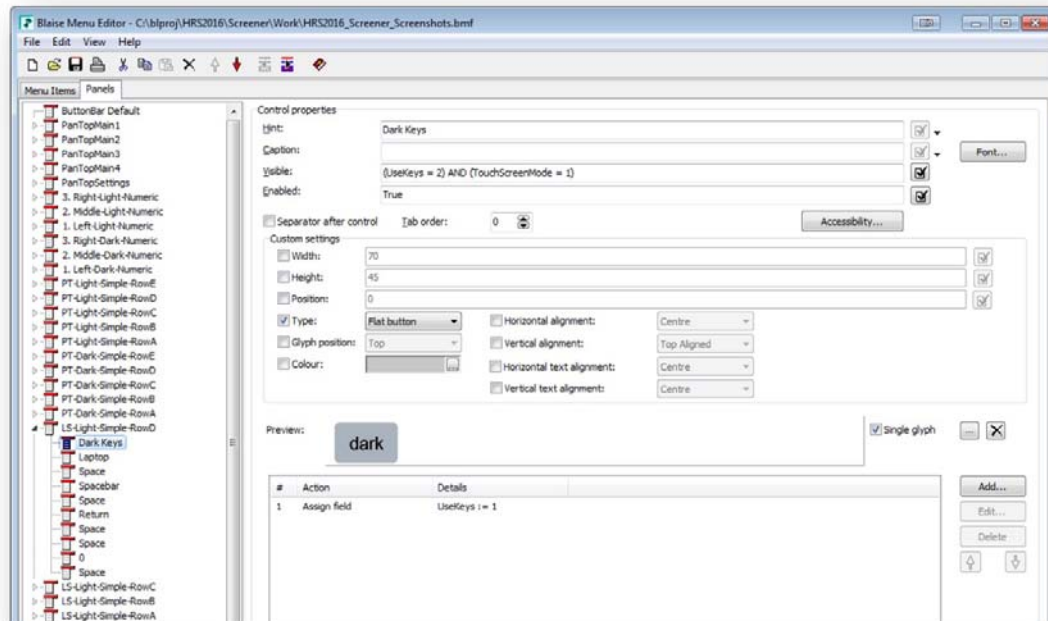 Blaise Menu Editor - C:\blproj\HRS2016\Screener\Work\HRS2016_Screener_Screenshots.bmf
File Edit View Help
Menu Items Panels
ButtonBar Default
PanTopMain1
PanTopMain2
PanTopMain3
PanTopMain4
PanTopSettings
3. Right-Light-Numeric
2. Middle-Light-Numeric
1. Left-Light-Numeric
3. Right-Dark-Numeric
2. Middle-Dark-Numeric
1. Left-Dark-Numeric
PT-Light-Simple-RowE
PT-Light-Simple-RowD
PT-Light-Simple-RowC
PT-Light-Simple-RowB
PT-Light-Simple-RowA
PT-Dark-Simple-RowE
PT-Dark-Simple-RowD
PT-Dark-Simple-RowC
PT-Dark-Simple-RowB
PT-Dark-Simple-RowA
LS-Light-Simple-RowD
Dark Keys
Laptop
Space
Spacebar
Space
Return
Space
Space
0
Space
LS-Light-Simple-RowC
LS-Light-Simple-RowB
LS-Light-Simple-RowA
Control properties
Hint: Dark Keys
Caption: Font...
Visible: (UseKeys = 2) AND (TouchScreenMode = 1)
Enabled: True
Separator after control Tab order: 0 Accessibility...
Custom settings
Width: 70
Height: 45
Position: 0
Type: Flat button Horizontal alignment: Centre
Glyph position: Top Vertical alignment: Top Aligned
Colour: ... Horizontal text alignment: Centre
Vertical text alignment: Centre
Preview: dark Single glyph ...
# Action Details Add...
1 Assign field UseKeys := 1 Edit...
Delete